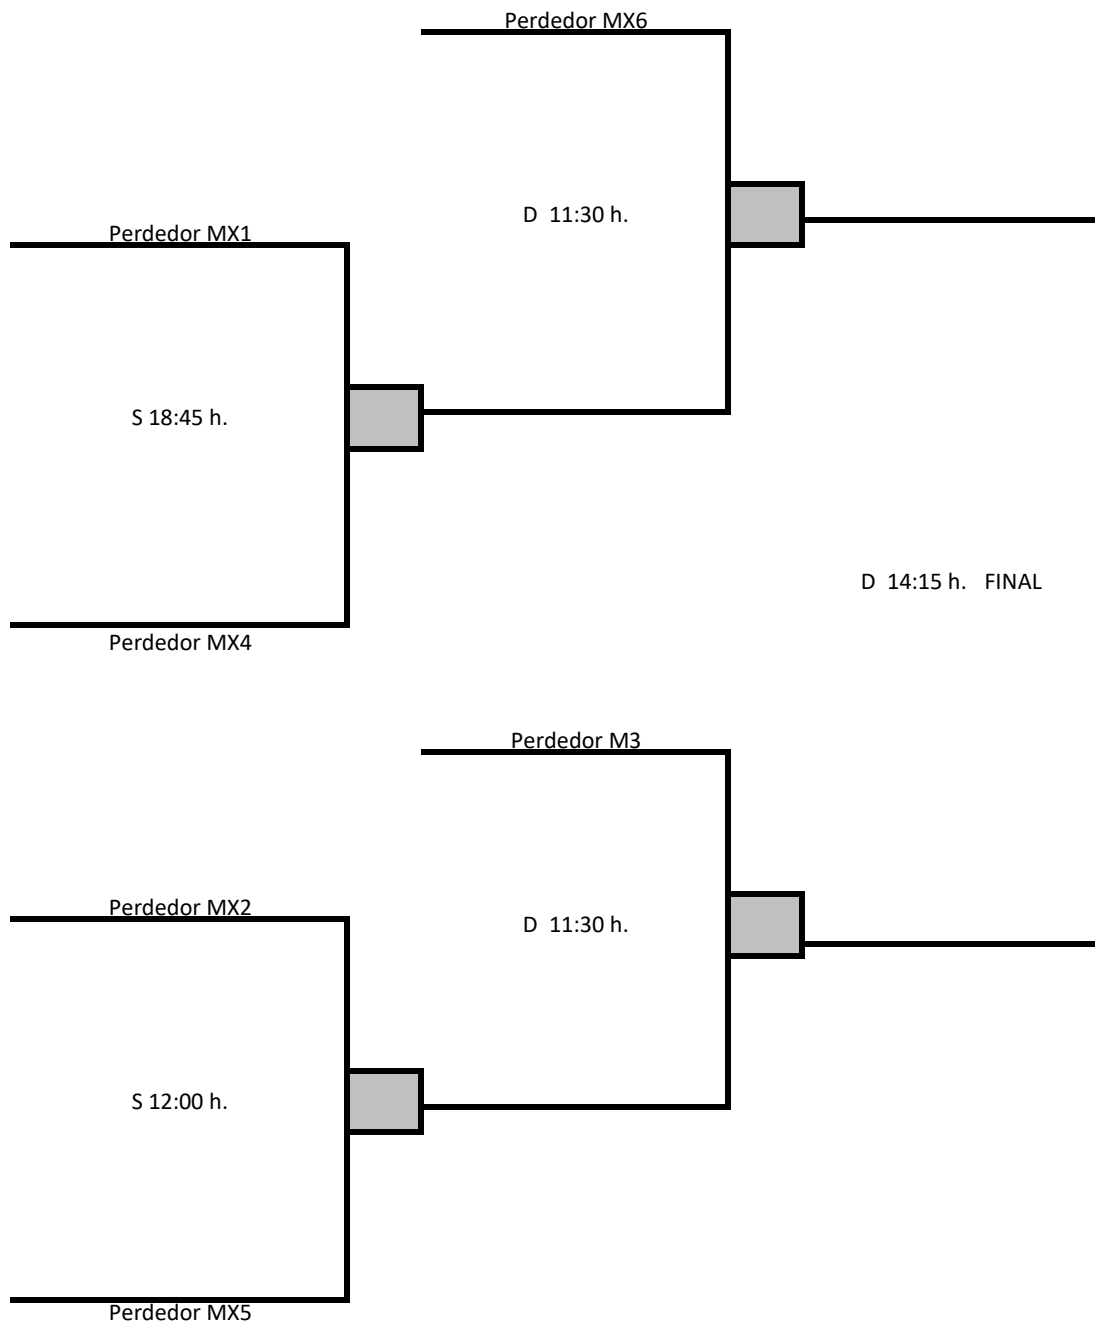 Perdedor MX6
D  11:30 h.
Perdedor MX1
S 18:45 h.
D  14:15 h.   FINAL
Perdedor MX4
Perdedor M3
Perdedor MX2
D  11:30 h.
S 12:00 h.
Perdedor MX5